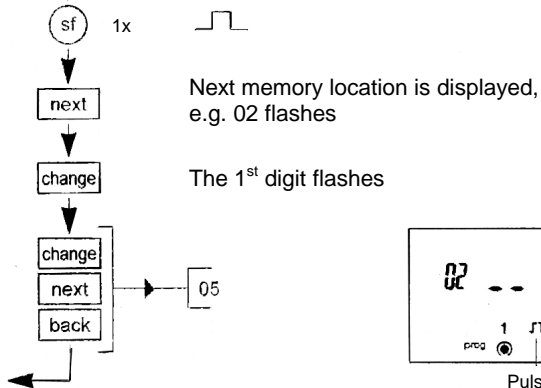 sf 1x
next
Next memory location is displayed,
e.g. 02 flashes
change
The 1st digit flashes
change
next
back
05
02 --
1
prog
Puls